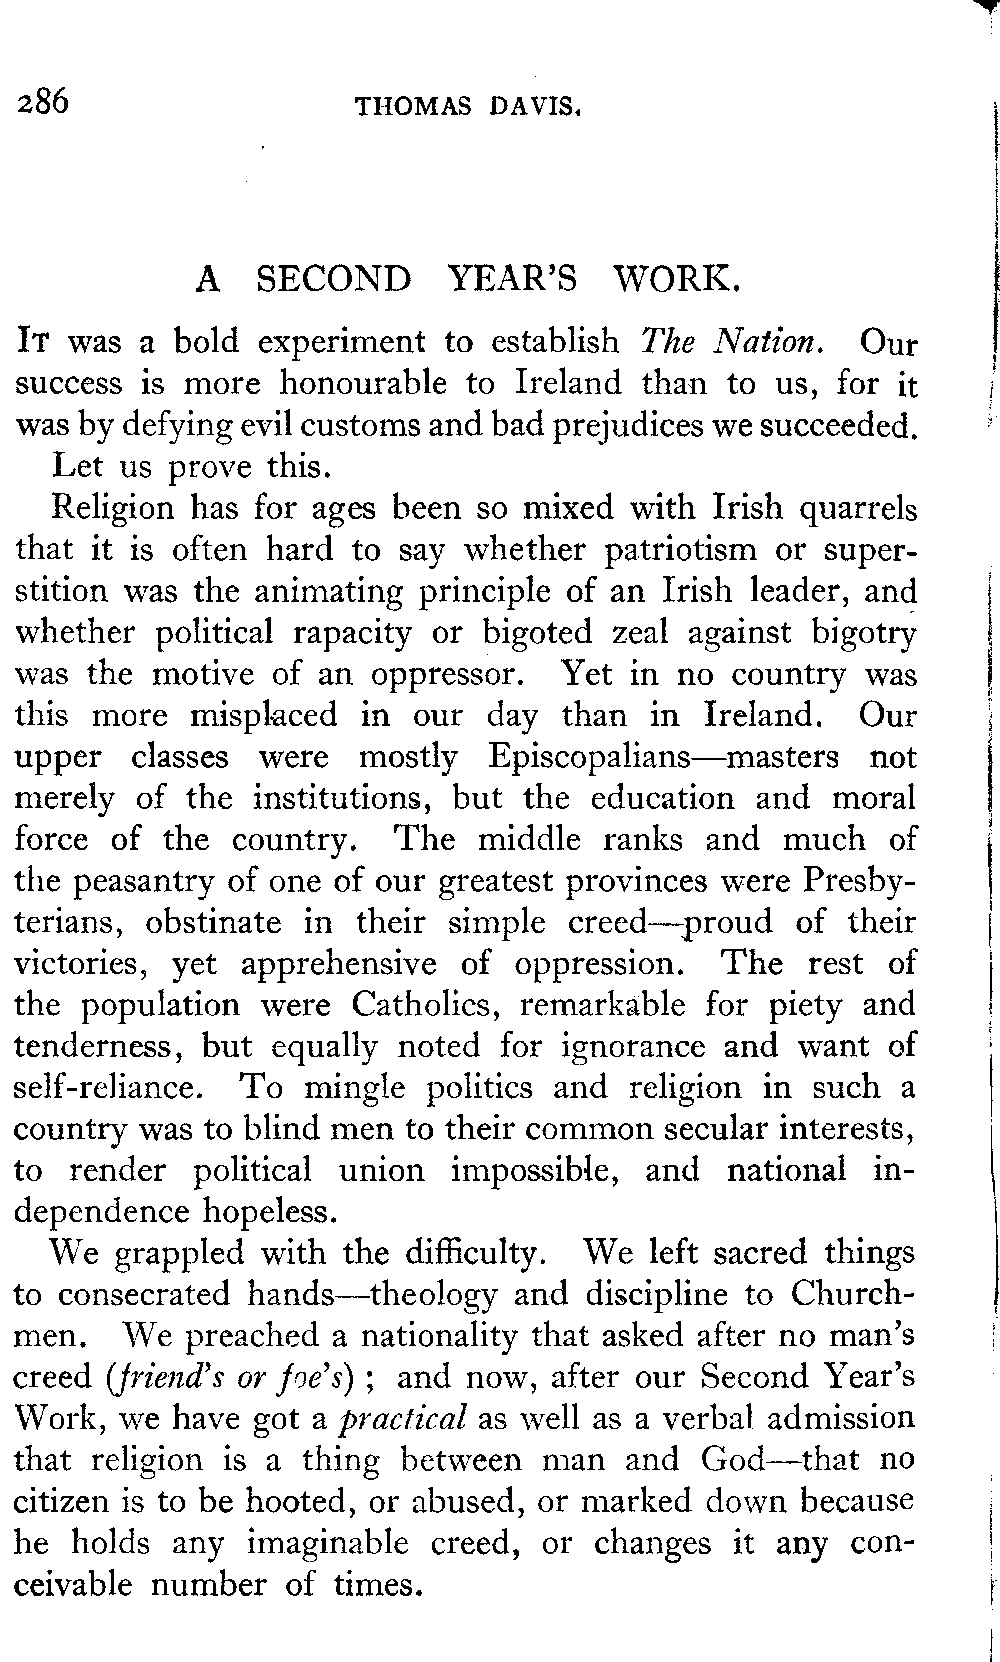 286 THOMAS DAVIS.
A SECOND YEAR'S WORK.
IT was a bold experiment to establish The Nation. Our
success is more honourable to Ireland than to us, for it
was by defying evil customs and bad prejudices we succeeded.
Let us prove this.
Religion has for ages been so mixed with Irish quarrels
that it is often hard to say whether patriotism or super-
stition was the animating principle of an Irish leader, and
whether political rapacity or bigoted zeal against bigotry
was the motive of an oppressor. Yet in no country was
this more misplaced in our day than in Ireland. Our
upper classes were mostly Episcopalians—masters not
merely of the institutions, but the education and moral
force of the country. The middle ranks and much of
the peasantry of one of our greatest provinces were Presby-
terians, obstinate in their simple creed—proud of their
victories, yet apprehensive of oppression. The rest of
the population were Catholics, remarkable for piety and
tenderness, but equally noted for ignorance and want of
self-reliance. To mingle politics and religion in such a
country was to blind men to their common secular interests,
to render political union impossible, and national in-
dependence hopeless.
We grappled with the difficulty. We left sacred things
to consecrated hands—theology and discipline to Church-
men. We preached a nationality that asked after no man's
creed (friend's or foe's) ; and now, after our Second Year's
Work, we have got a practical as well as a verbal admission
that religion is a thing between man and God—that no
citizen is to be hooted, or abused, or marked down because
he holds any imaginable creed, or changes it any con-
ceivable number of times.